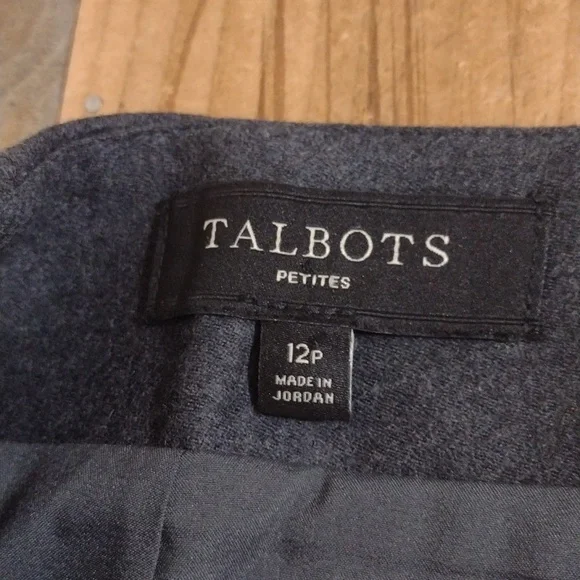 TALBOTS
PETITES
12P
MADE IN
JORDAN